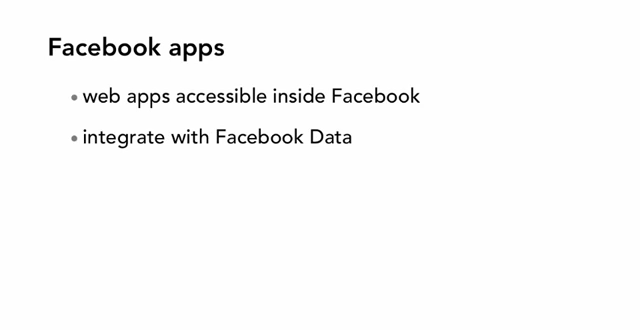 Facebook apps
• web apps accessible inside Facebook
• integrate with Facebook Data